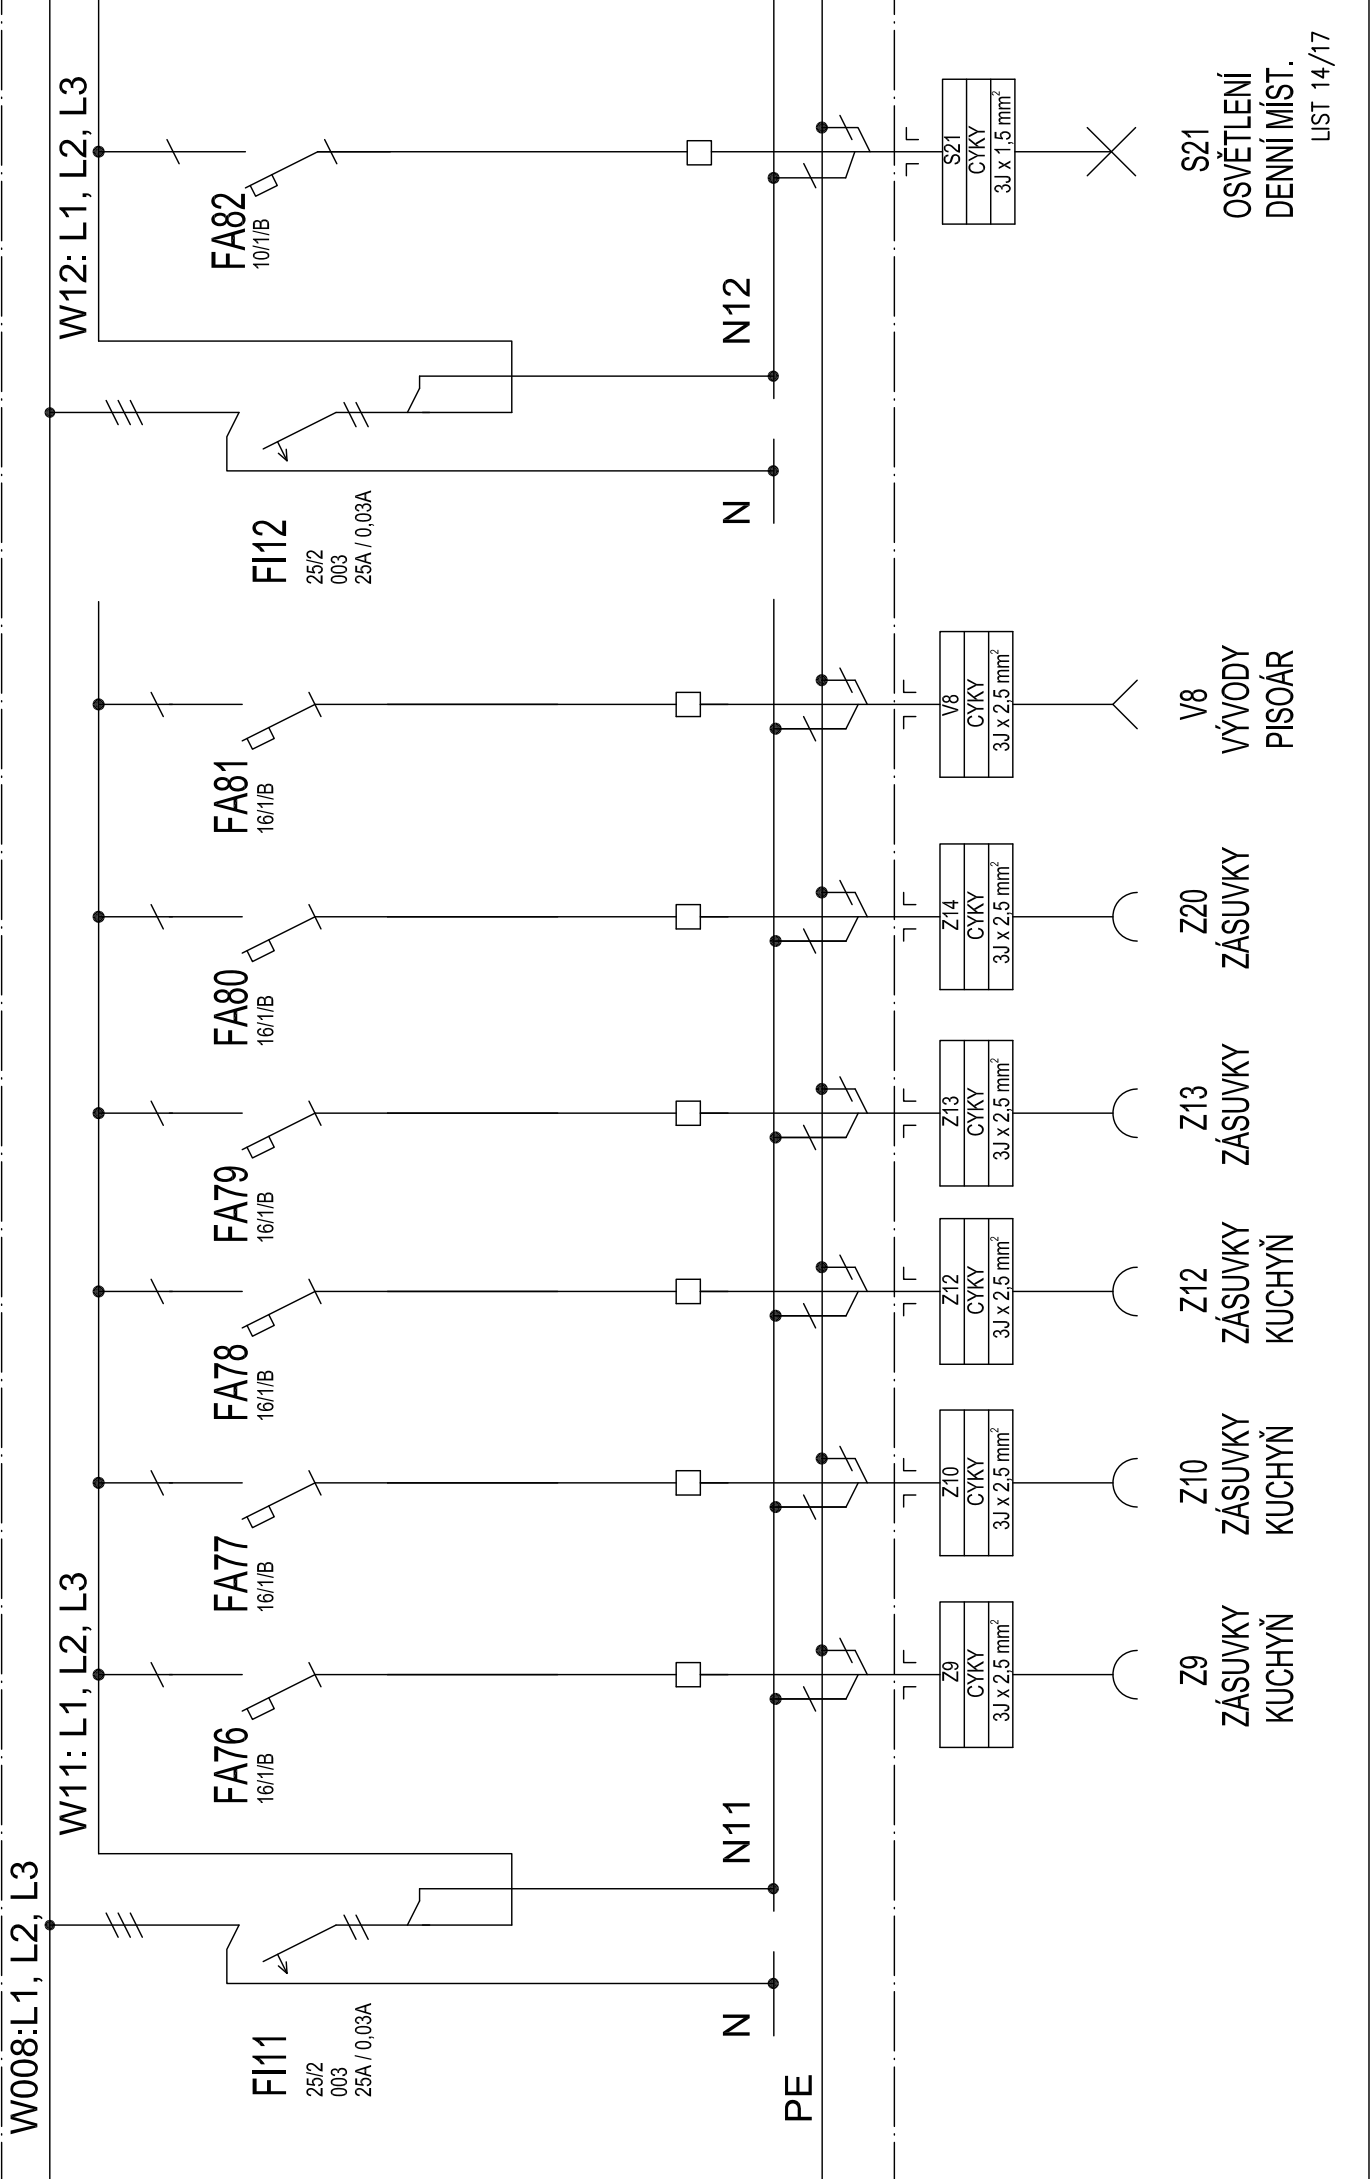 W008:L1, L2, L3
W11: L1, L2, L3
W12: L1, L2, L3
FI11
25/2
003
25A / 0,03A
FA76
16/1/B
FA77
16/1/B
FA78
16/1/B
FA79
16/1/B
FA80
16/1/B
FA81
16/1/B
FI12
25/2
003
25A / 0,03A
FA82
10/1/B
N
N11
N
N12
PE
Z9
CYKY
3J x 2,5 mm²
Z10
CYKY
3J x 2,5 mm²
Z12
CYKY
3J x 2,5 mm²
Z13
CYKY
3J x 2,5 mm²
Z14
CYKY
3J x 2,5 mm²
V8
CYKY
3J x 2,5 mm²
S21
CYKY
3J x 1,5 mm²
Z9
ZÁSUVKY
KUCHYŇ
Z10
ZÁSUVKY
KUCHYŇ
Z12
ZÁSUVKY
KUCHYŇ
Z13
ZÁSUVKY
Z20
ZÁSUVKY
V8
VÝVODY
PISOÁR
S21
OSVĚTLENÍ
DENNÍ MÍST.
LIST 14/17